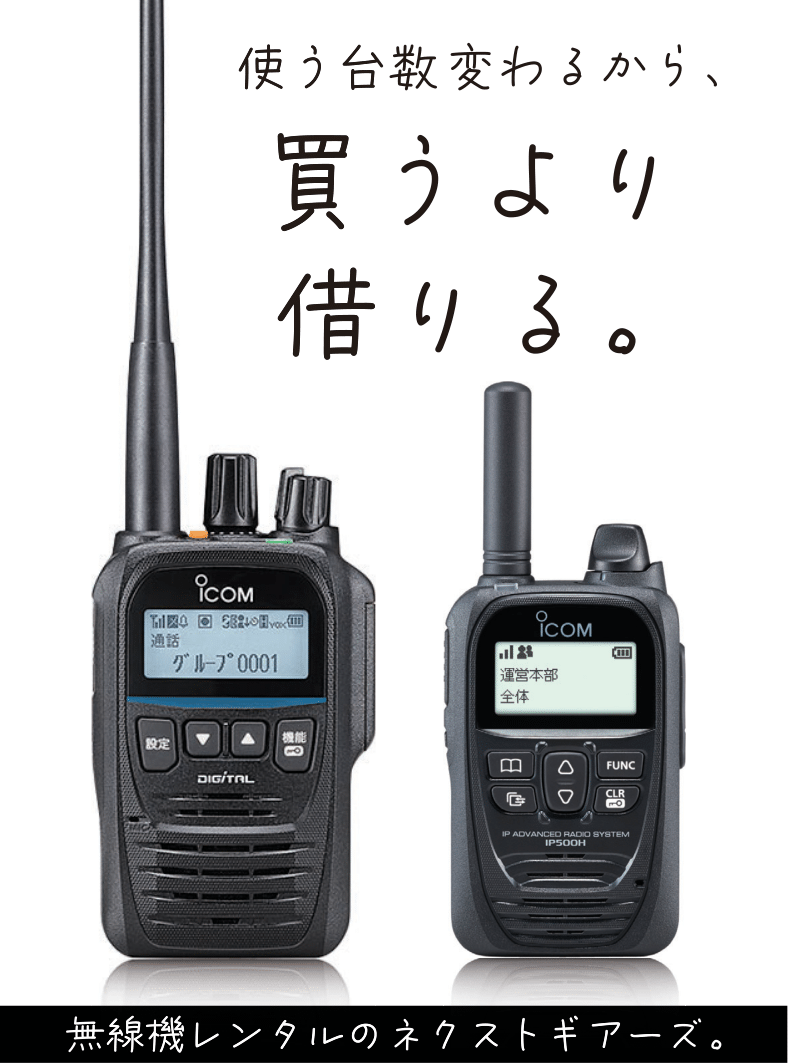 使う台数変わるから、
買うより
借りる。
ICOM
VOX
通話
グループ0001
設定
機能
DIGITAL
ICOM
運営本部
全体
FUNC
CLR
IP ADVANCED RADIO SYSTEM
IP500H
無線機レンタルのネクストギアーズ。